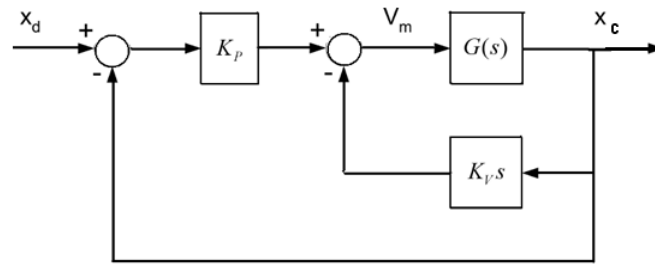 x_d
+
-
K_P
+
-
V_m
G(s)
x_c
K_V s